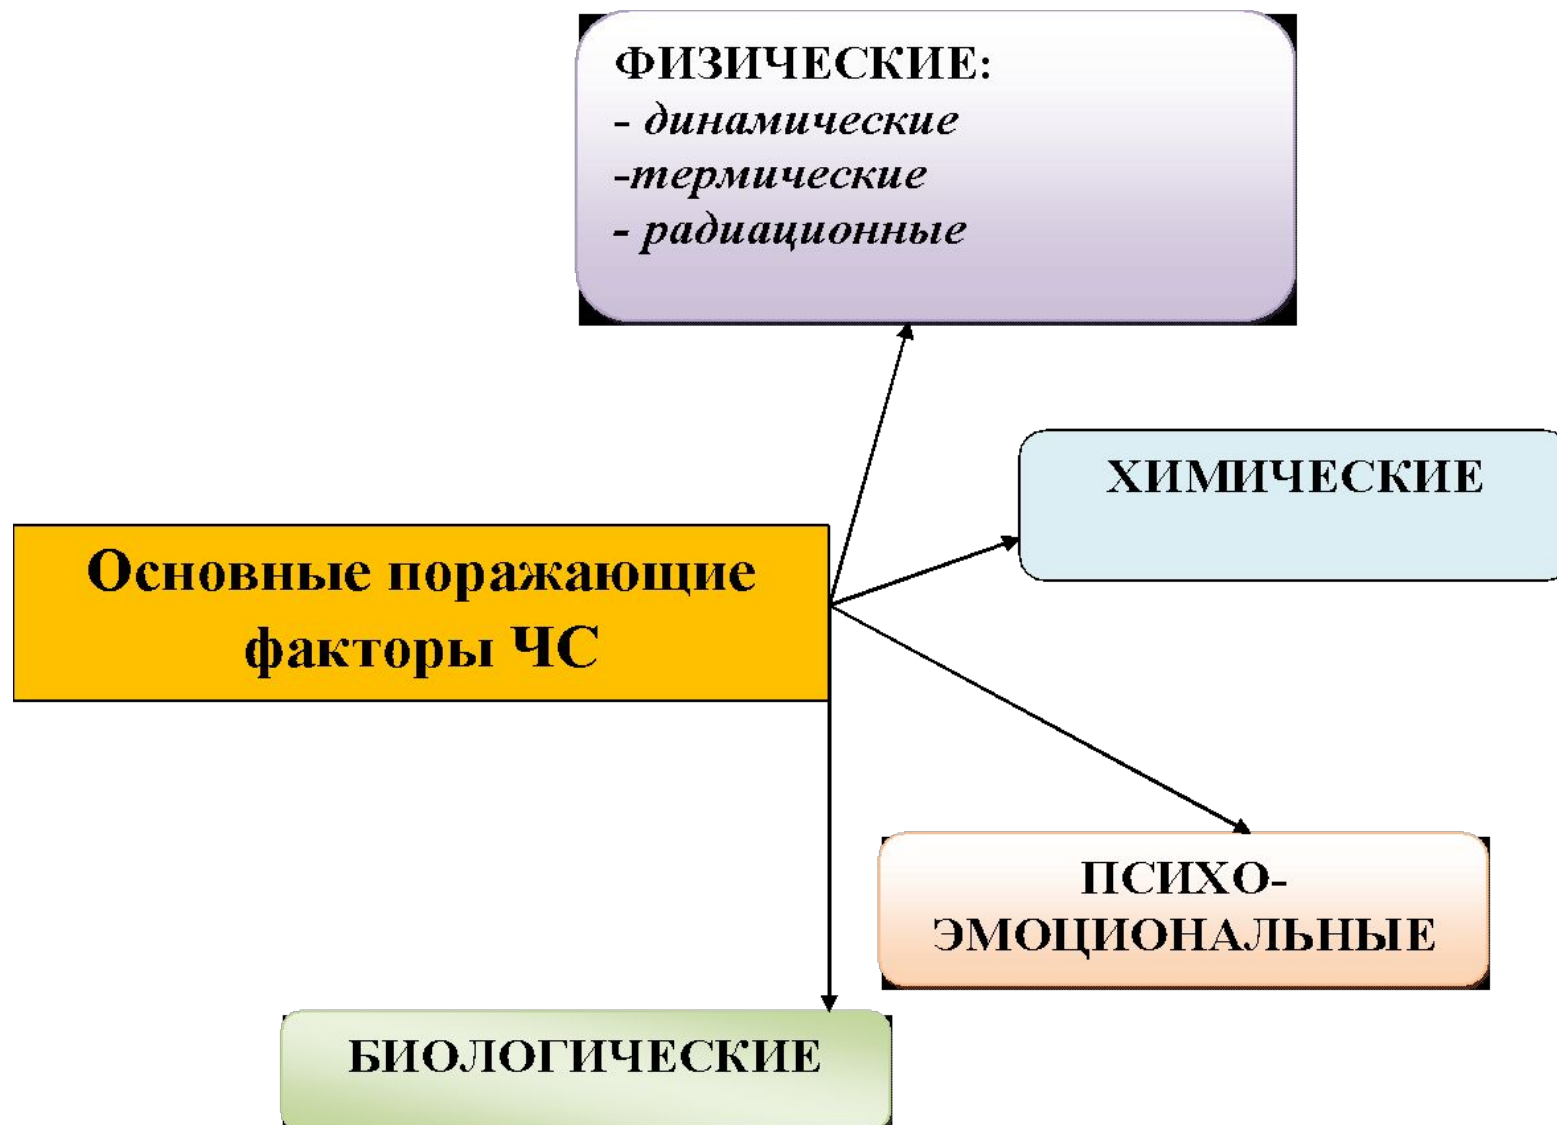 ФИЗИЧЕСКИЕ:
- динамические
-термические
- радиационные
ХИМИЧЕСКИЕ
Основные поражающие
факторы ЧС
ПСИХО-
ЭМОЦИОНАЛЬНЫЕ
БИОЛОГИЧЕСКИЕ